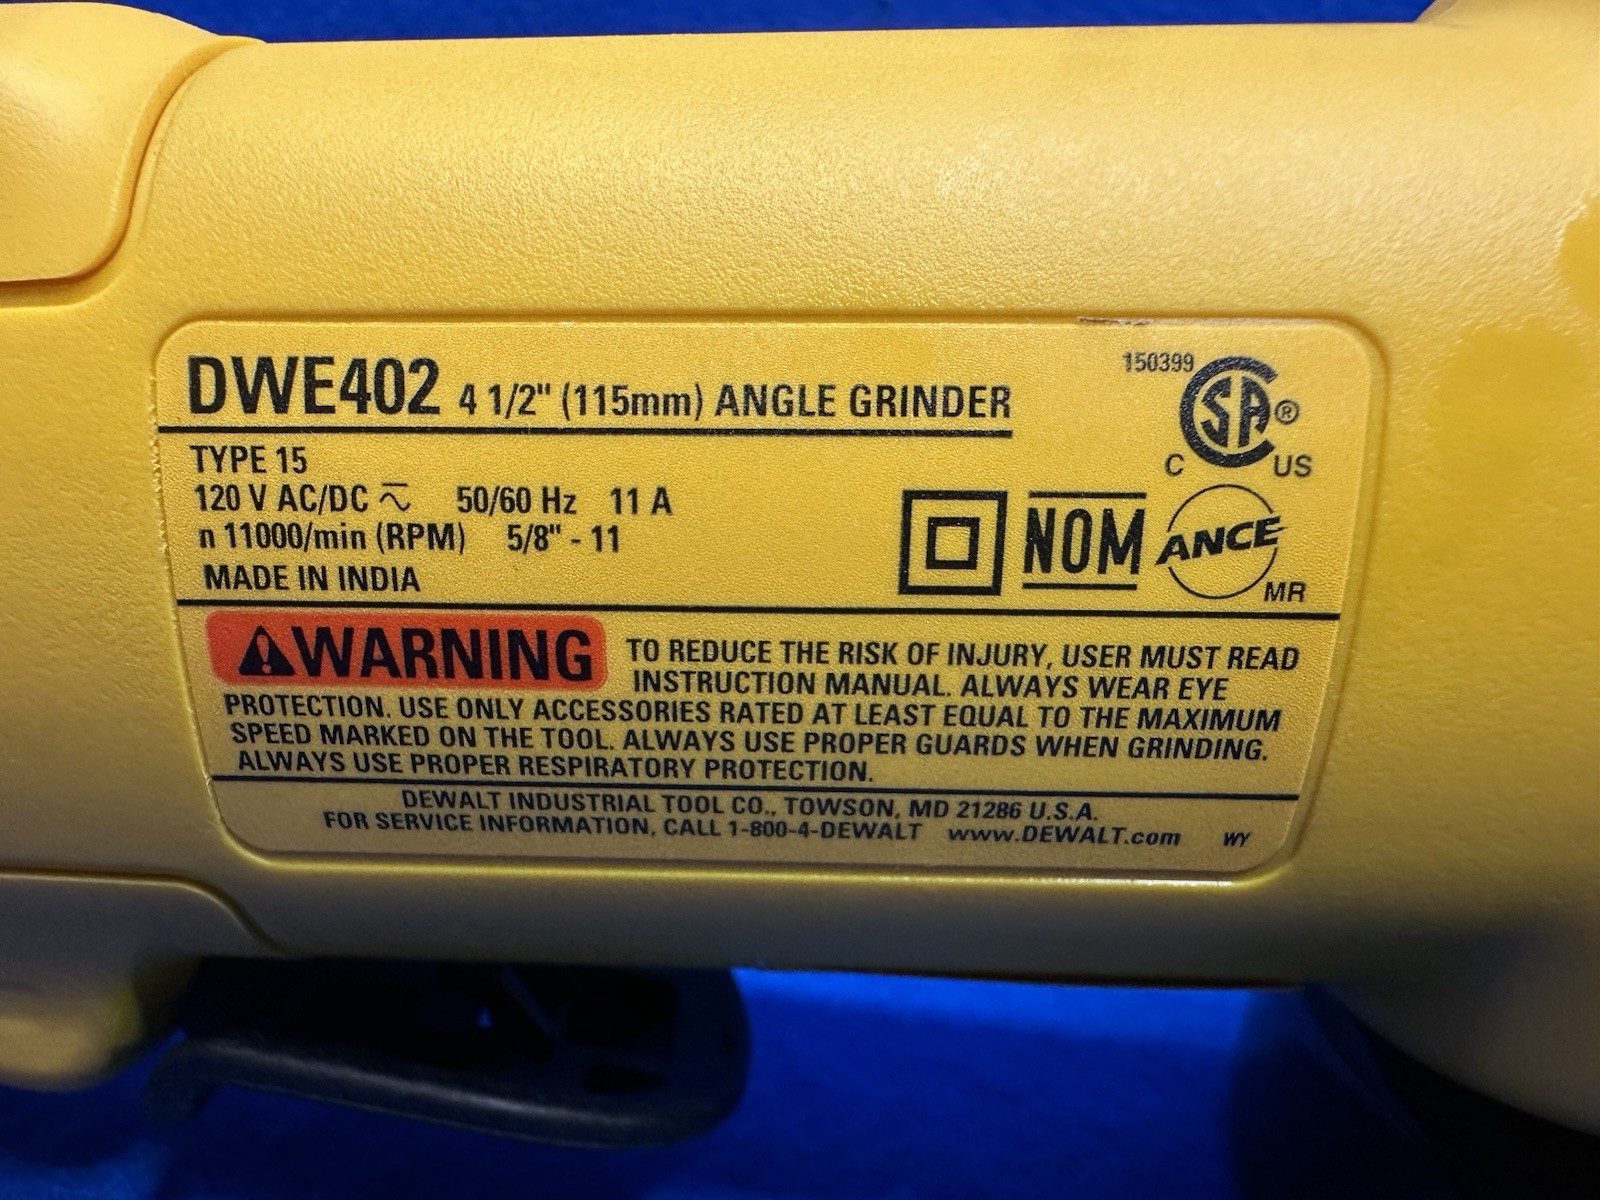 DWE402 4 1/2" (115mm) ANGLE GRINDER
150399
SA®
C US
TYPE 15
120 V AC/DC ⏦ 50/60 Hz 11 A
n 11000/min (RPM) 5/8" - 11
MADE IN INDIA
NOM
ANCE
MR
⚠WARNING TO REDUCE THE RISK OF INJURY, USER MUST READ
INSTRUCTION MANUAL. ALWAYS WEAR EYE
PROTECTION. USE ONLY ACCESSORIES RATED AT LEAST EQUAL TO THE MAXIMUM
SPEED MARKED ON THE TOOL. ALWAYS USE PROPER GUARDS WHEN GRINDING.
ALWAYS USE PROPER RESPIRATORY PROTECTION.
DEWALT INDUSTRIAL TOOL CO., TOWSON, MD 21286 U.S.A.
FOR SERVICE INFORMATION, CALL 1-800-4-DEWALT www.DEWALT.com WY